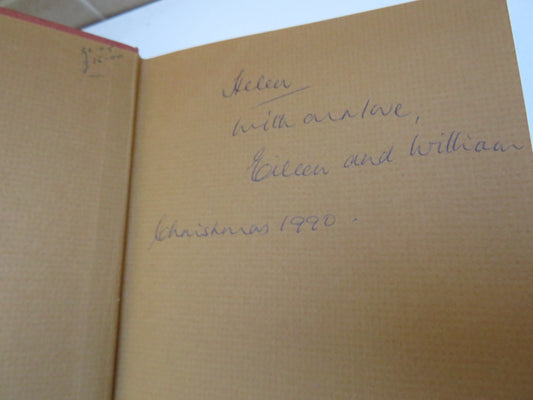 Helen
with our love,
Eileen and William
Christmas 1990.